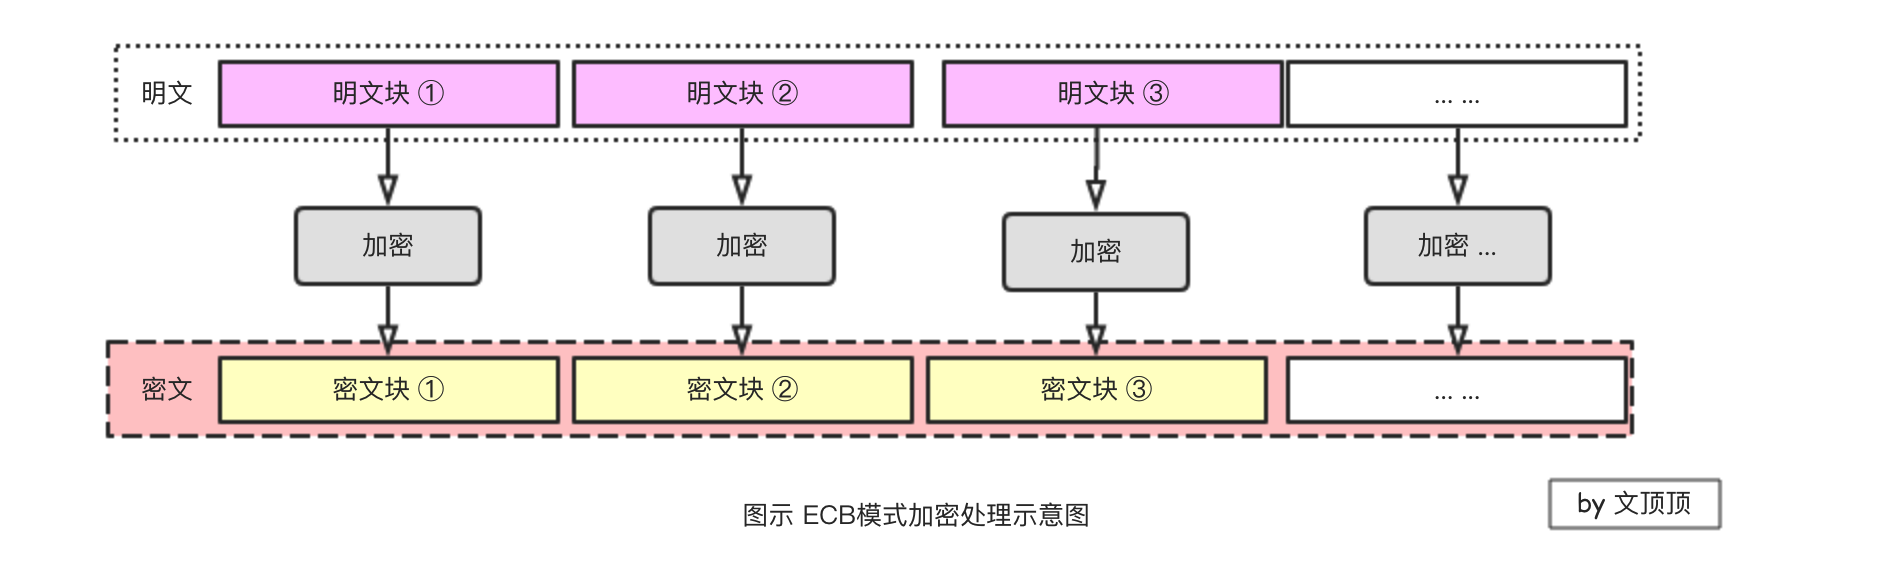 明文 明文块 ① 明文块 ② 明文块 ③ ... ...
加密 加密 加密 加密 ...
密文 密文块 ① 密文块 ② 密文块 ③ ... ...
图示 ECB模式加密处理示意图
by 文顶顶